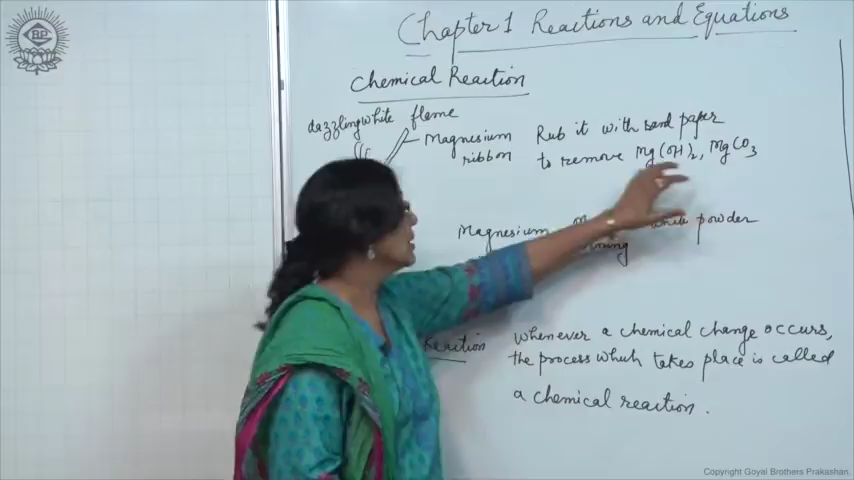 BP
Chapter 1 Reactions and Equations
Chemical Reaction
dazzling white flame
Magnesium ribbon
Rub it with sand paper
to remove Mg(OH)2, MgCO3
Magnesium white powder
Reaction
Whenever a chemical change occurs,
the process which takes place is called
a chemical reaction.
Copyright Goyal Brothers Prakashan.